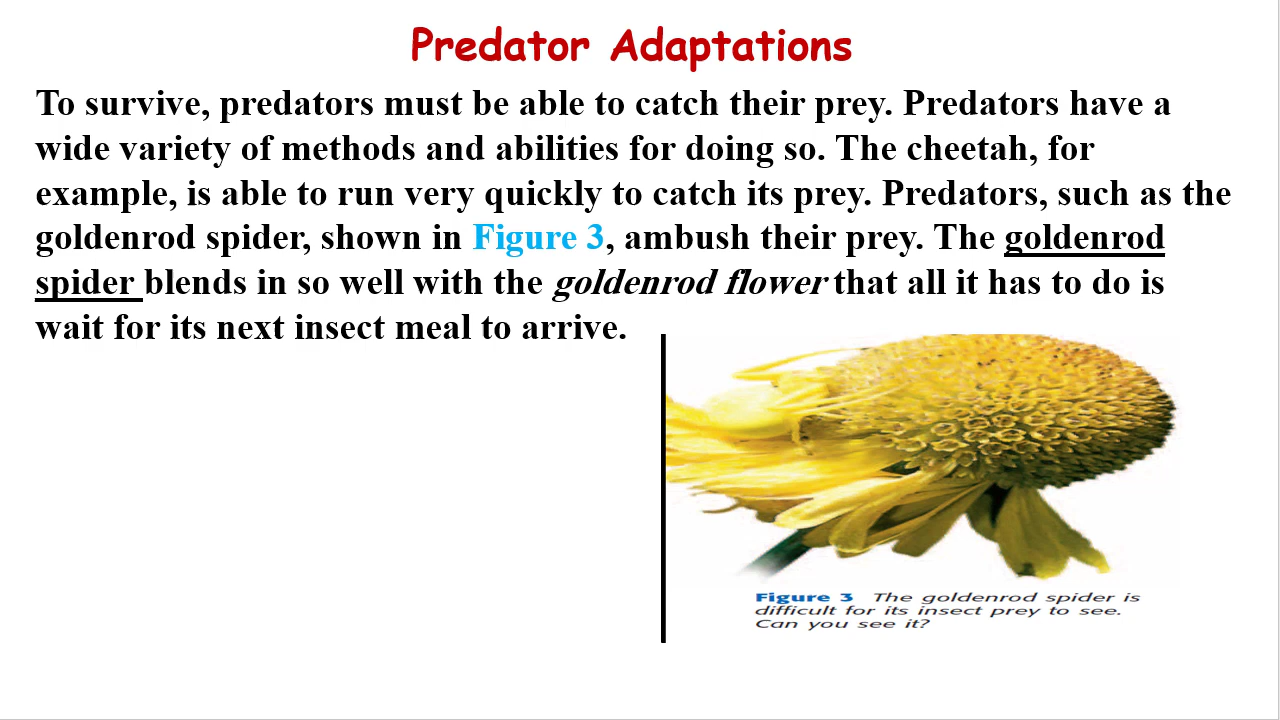 Predator Adaptations
To survive, predators must be able to catch their prey. Predators have a
wide variety of methods and abilities for doing so. The cheetah, for
example, is able to run very quickly to catch its prey. Predators, such as the
goldenrod spider, shown in Figure 3, ambush their prey. The goldenrod
spider blends in so well with the goldenrod flower that all it has to do is
wait for its next insect meal to arrive.
Figure 3 The goldenrod spider is
difficult for its insect prey to see.
Can you see it?